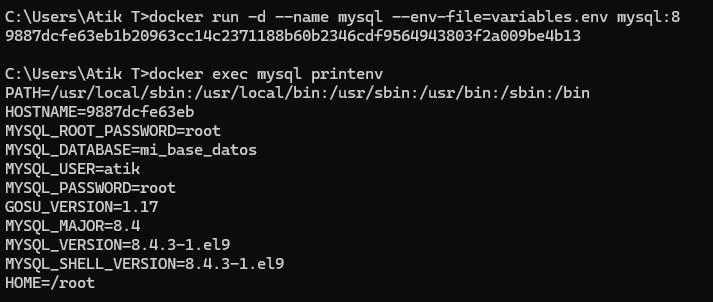 C:\Users\Atik T>docker run -d --name mysql --env-file=variables.env mysql:8
9887dcfe63eb1b20963cc14c2371188b60b2346cdf9564943803f2a009be4b13
C:\Users\Atik T>docker exec mysql printenv
PATH=/usr/local/sbin:/usr/local/bin:/usr/sbin:/usr/bin:/sbin:/bin
HOSTNAME=9887dcfe63eb
MYSQL_ROOT_PASSWORD=root
MYSQL_DATABASE=mi_base_datos
MYSQL_USER=atik
MYSQL_PASSWORD=root
GOSU_VERSION=1.17
MYSQL_MAJOR=8.4
MYSQL_VERSION=8.4.3-1.el9
MYSQL_SHELL_VERSION=8.4.3-1.el9
HOME=/root